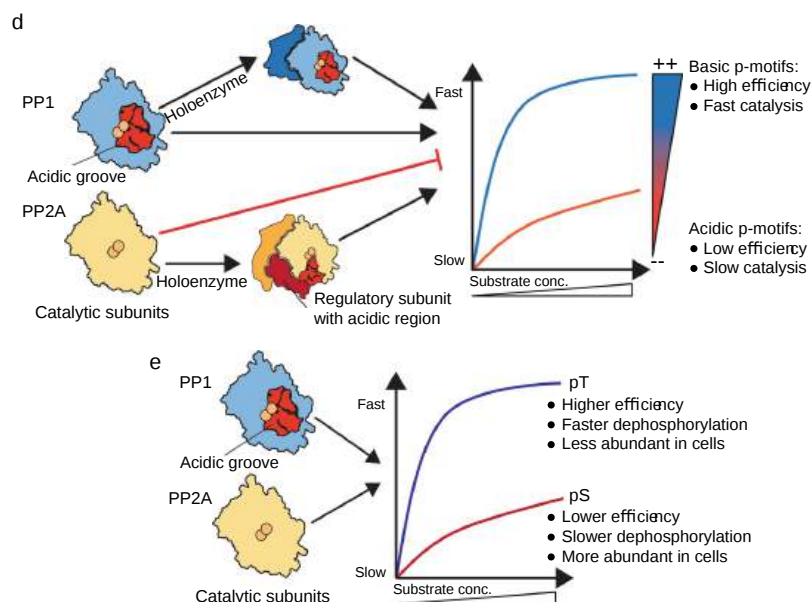 d
PP1
Holoenzyme
Acidic groove
PP2A
Holoenzyme
Catalytic subunits
Regulatory subunit
with acidic region
Fast
Slow
Substrate conc.
++
Basic p-motifs:
● High efficiency
● Fast catalysis
Acidic p-motifs:
● Low efficiency
● Slow catalysis
--
e
PP1
Acidic groove
PP2A
Catalytic subunits
Fast
Slow
Substrate conc.
pT
● Higher efficiency
● Faster dephosphorylation
● Less abundant in cells
pS
● Lower efficiency
● Slower dephosphorylation
● More abundant in cells